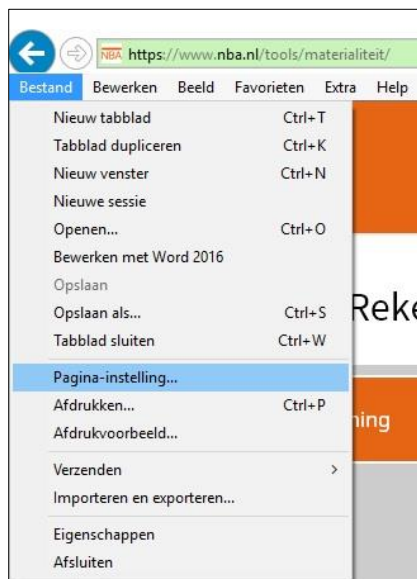 NBA https://www.nba.nl/tools/materialiteit/
Bestand Bewerken Beeld Favorieten Extra Help
Nieuw tabblad Ctrl+T
Tabblad dupliceren Ctrl+K
Nieuw venster Ctrl+N
Nieuwe sessie
Openen... Ctrl+O
Bewerken met Word 2016
Opslaan
Opslaan als... Ctrl+S
Reke
Tabblad sluiten Ctrl+W
Pagina-instelling...
Afdrukken... Ctrl+P
ning
Afdrukvoorbeeld...
Verzenden >
Importeren en exporteren...
Eigenschappen
Afsluiten